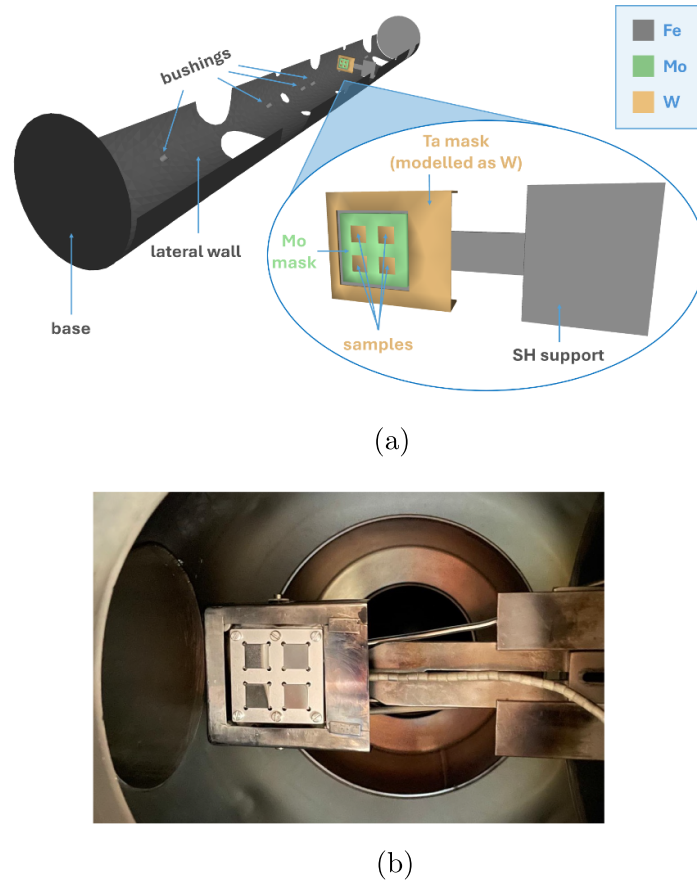 Fe
Mo
W
bushings
Ta mask
(modelled as W)
lateral wall
Mo
mask
base
samples
SH support
(a)
(b)